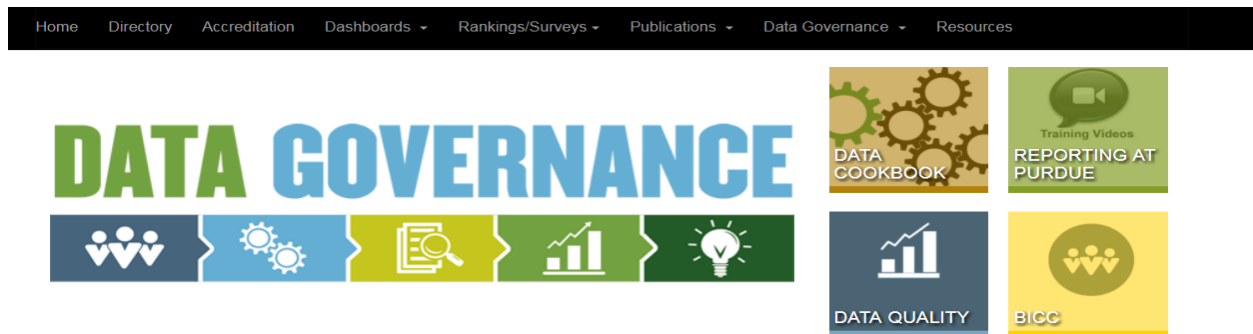 Home Directory Accreditation Dashboards Rankings/Surveys Publications Data Governance Resources
DATA GOVERNANCE
DATA
COOKBOOK
Training Videos
REPORTING AT
PURDUE
DATA QUALITY
BICC